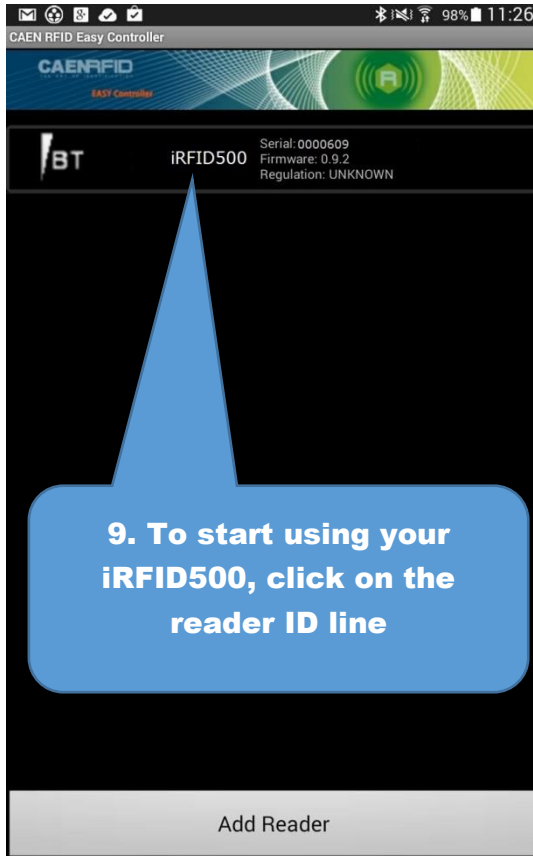 98% 11:26
CAEN RFID Easy Controller
CAENRFID
EASY Controller
BT
iRFID500
Serial: 0000609
Firmware: 0.9.2
Regulation: UNKNOWN
9. To start using your
iRFID500, click on the
reader ID line
Add Reader